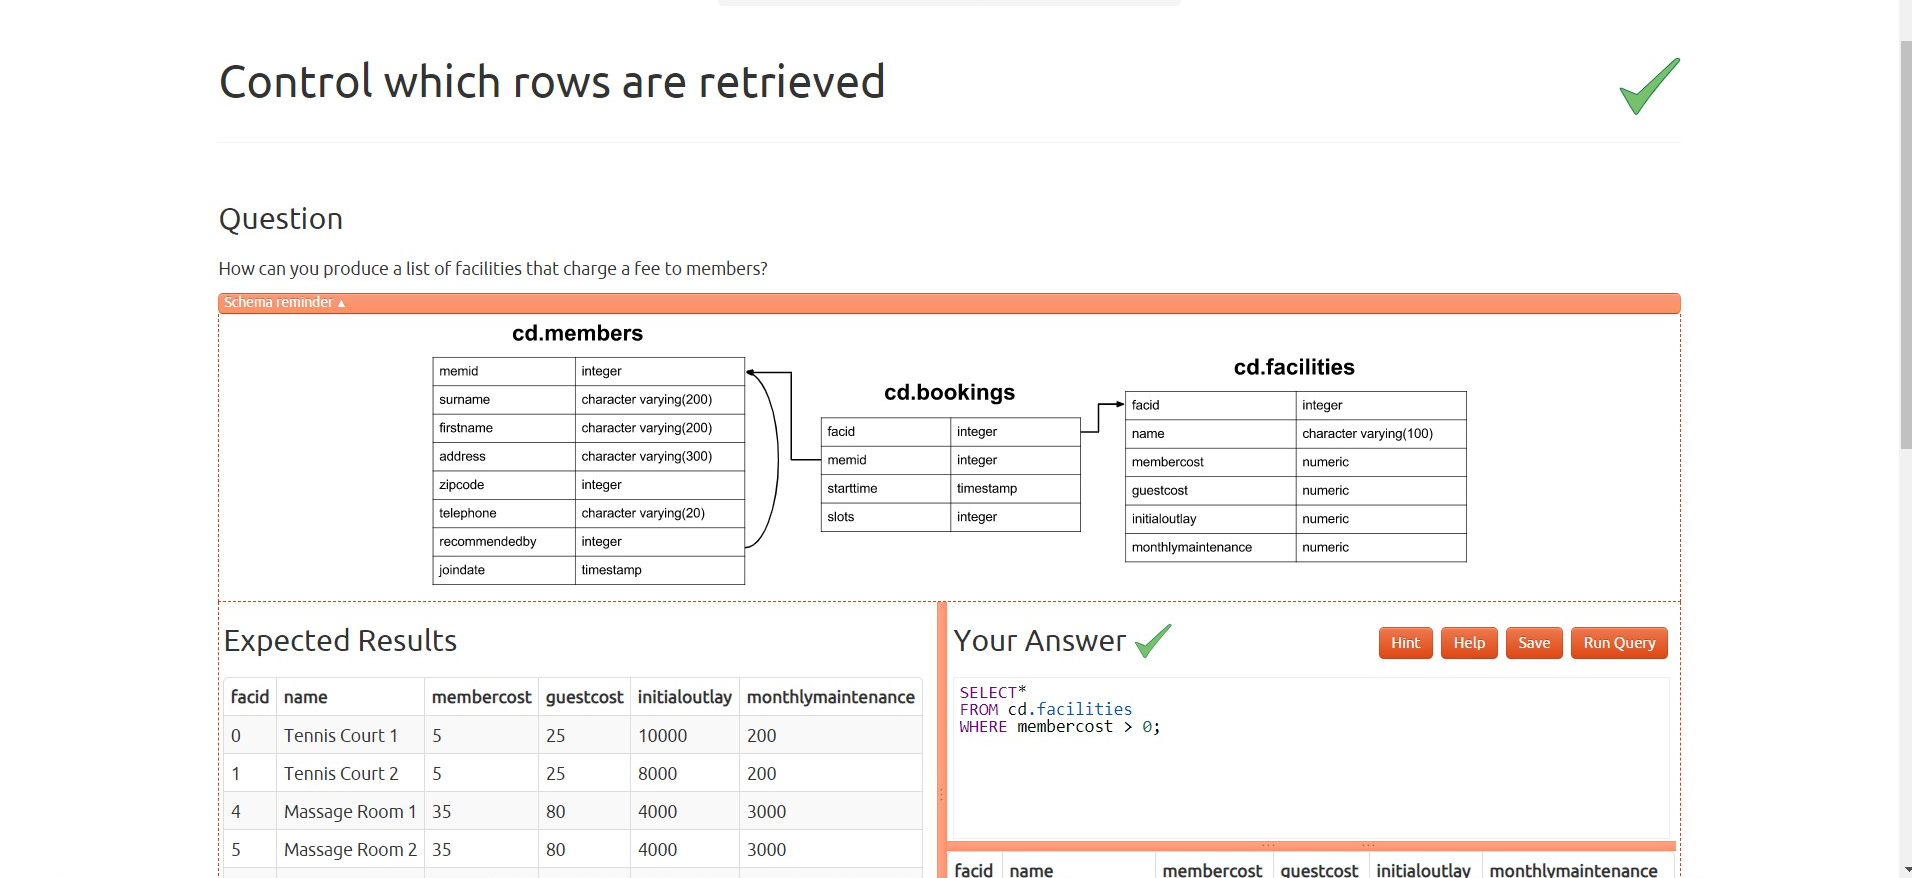 Control which rows are retrieved
Question
How can you produce a list of facilities that charge a fee to members?
Schema reminder ▲
cd.members
memid integer
surname character varying(200)
firstname character varying(200)
address character varying(300)
zipcode integer
telephone character varying(20)
recommendedby integer
joindate timestamp
cd.bookings
facid integer
memid integer
starttime timestamp
slots integer
cd.facilities
facid integer
name character varying(100)
membercost numeric
guestcost numeric
initialoutlay numeric
monthlymaintenance numeric
Expected Results
facid name membercost guestcost initialoutlay monthlymaintenance
0 Tennis Court 1 5 25 10000 200
1 Tennis Court 2 5 25 8000 200
4 Massage Room 1 35 80 4000 3000
5 Massage Room 2 35 80 4000 3000
Your Answer
Hint Help Save Run Query
SELECT*
FROM cd.facilities
WHERE membercost > 0;
facid name membercost guestcost initialoutlay monthlymaintenance